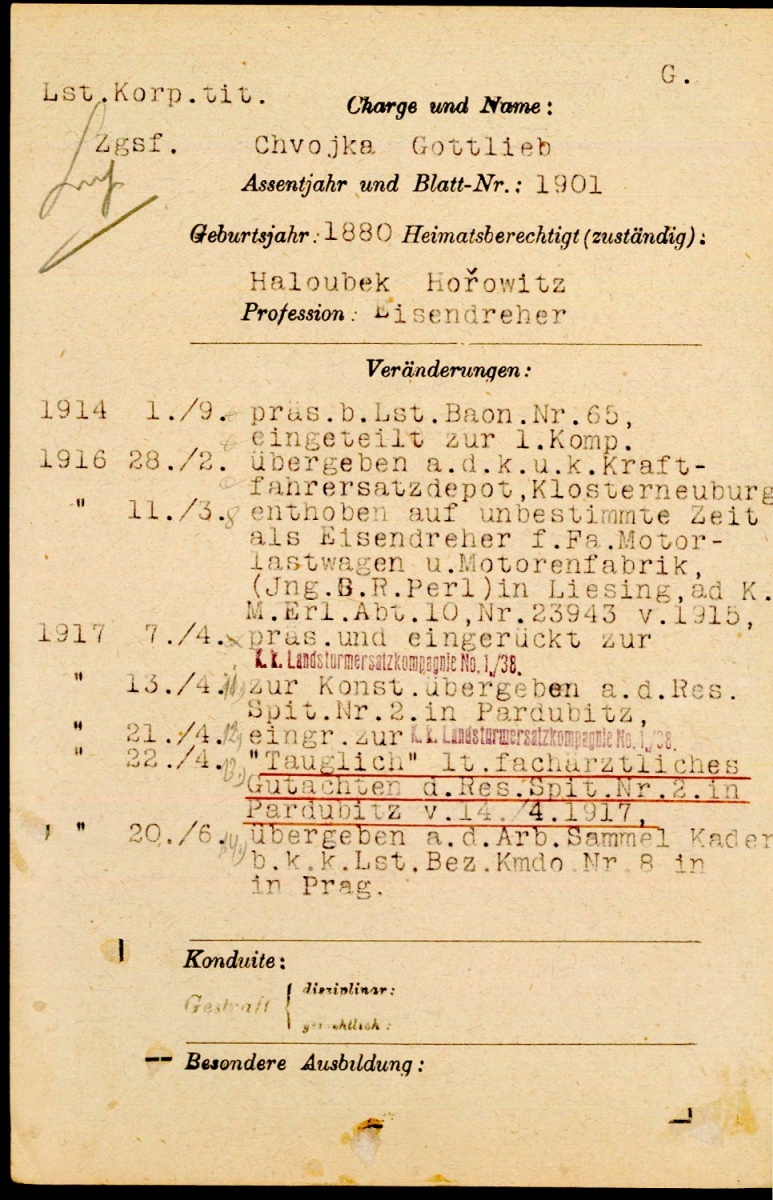 G.
Lst.Korp.tit.
Charge und Name:
Zgsf. Chvojka Gottlieb
Assentjahr und Blatt-Nr.: 1901
Geburtsjahr: 1880 Heimatsberechtigt (zuständig):
Haloubek Hořowitz
Profession: Eisendreher
Veränderungen:
1914 1./9. präs.b.Lst.Baon.Nr.65,
eingeteilt zur 1.Komp.
1916 28./2. übergeben a.d.k.u.k.Kraft-
fahrersatzdepot,Klosterneuburg
" 11./3. enthoben auf unbestimmte Zeit
als Eisendreher f.Fa.Motor-
lastwagen u.Motorenfabrik,
(Jng.B.R.Perl)in Liesing,ad K.
M.Erl.Abt.10,Nr.23943 v.1915,
1917 7./4. präs.und eingerückt zur
K. k. Landsturmersatzkompagnie No. 1./38.
" 13./4. zur Konst.übergeben a.d.Res.
Spit.Nr.2.in Pardubitz,
" 21./4. eingr.zur K. k. Landsturmersatzkompagnie No. 1./38.
" 22./4. "Tauglich" lt.fachärztliches
Gutachten d.Res.Spit.Nr.2.in
Pardubitz v.14./4.1917,
" 20./6. übergeben a.d.Arb.Sammel Kader
b.k.k.Lst.Bez.Kmdo Nr 8 in
in Prag.
Konduite:
Gestraft { disziplinar:
gerichtlich:
Besondere Ausbildung: